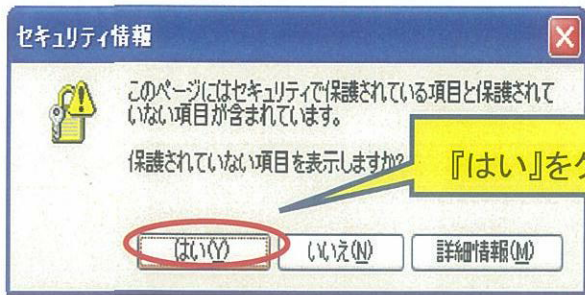 セキュリティ情報
このページにはセキュリティで保護されている項目と保護されて
いない項目が含まれています。
保護されていない項目を表示しますか?
『はい』をク
はい(Y)
いいえ(N)
詳細情報(M)